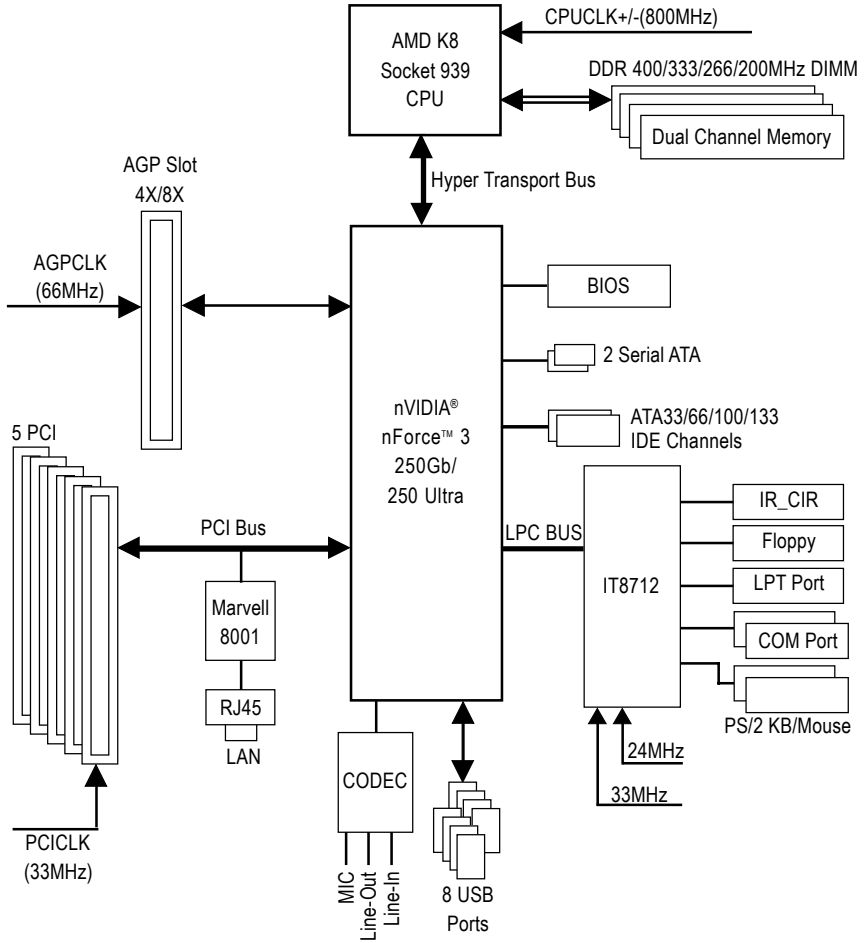 CPUCLK+/-(800MHz)
AMD K8
Socket 939
CPU
DDR 400/333/266/200MHz DIMM
Dual Channel Memory
Hyper Transport Bus
AGP Slot
4X/8X
AGPCLK
(66MHz)
nVIDIA®
nForce™ 3
250Gb/
250 Ultra
BIOS
2 Serial ATA
ATA33/66/100/133
IDE Channels
5 PCI
PCI Bus
LPC BUS
IT8712
IR_CIR
Floppy
LPT Port
COM Port
PS/2 KB/Mouse
24MHz
33MHz
Marvell
8001
RJ45
LAN
CODEC
MIC
Line-Out
Line-In
8 USB
Ports
PCICLK
(33MHz)